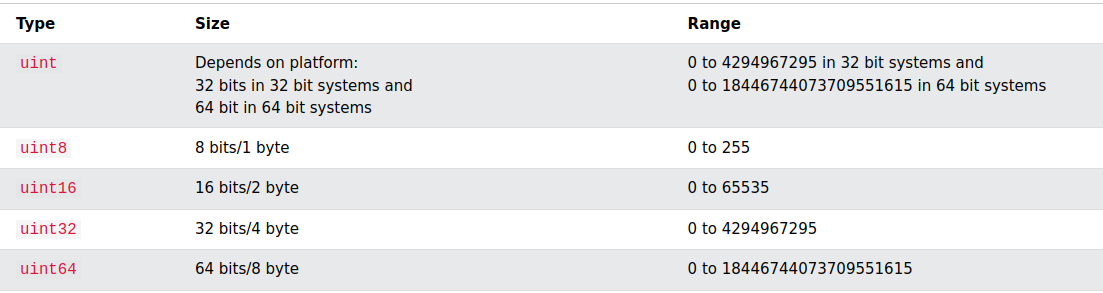 Type Size Range
uint Depends on platform: 0 to 4294967295 in 32 bit systems and
32 bits in 32 bit systems and 0 to 18446744073709551615 in 64 bit systems
64 bit in 64 bit systems
uint8 8 bits/1 byte 0 to 255
uint16 16 bits/2 byte 0 to 65535
uint32 32 bits/4 byte 0 to 4294967295
uint64 64 bits/8 byte 0 to 18446744073709551615